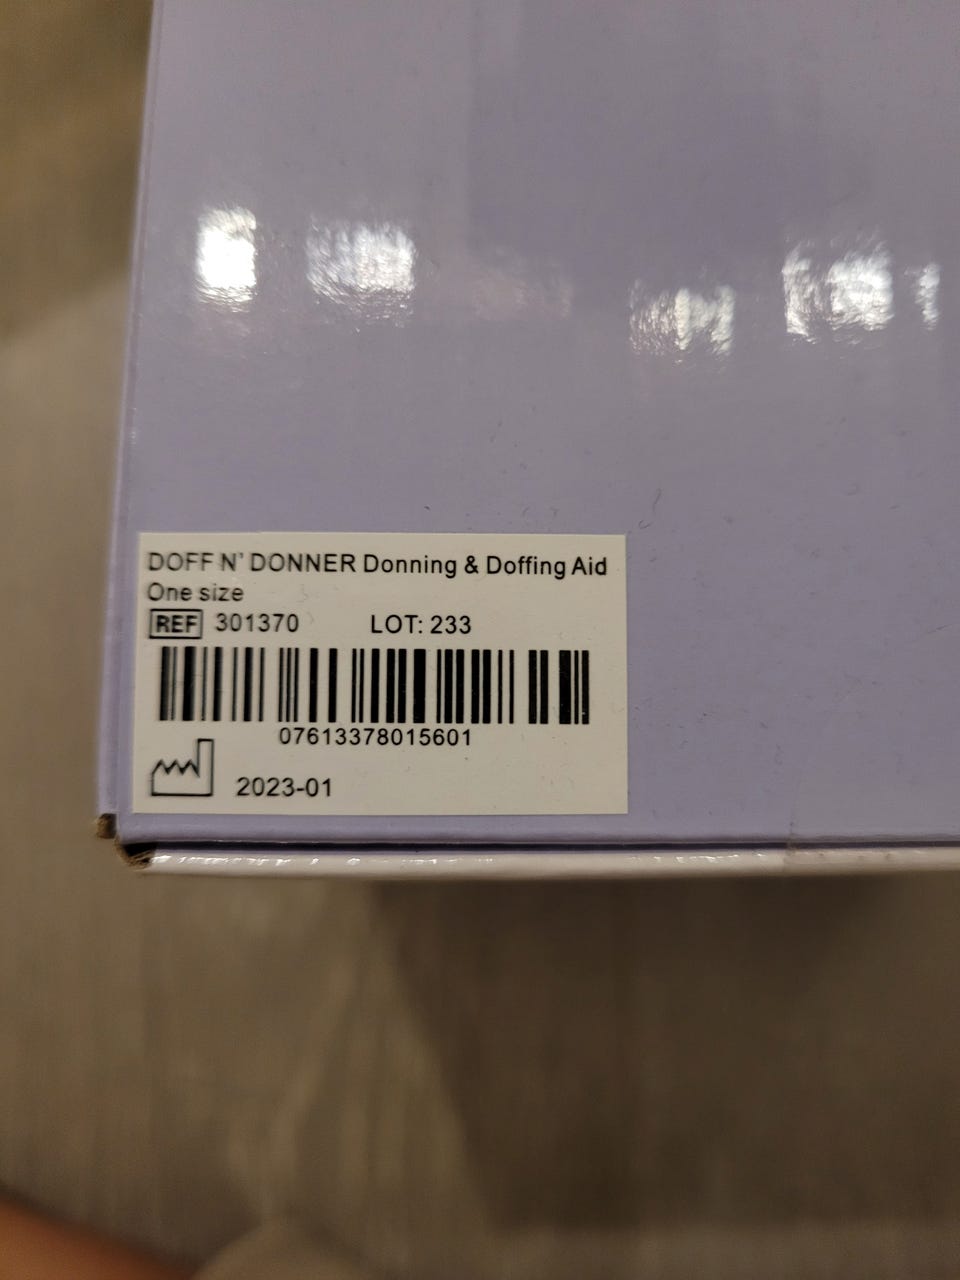 DOFF N' DONNER Donning & Doffing Aid
One size
REF 301370 LOT: 233
07613378015601
2023-01